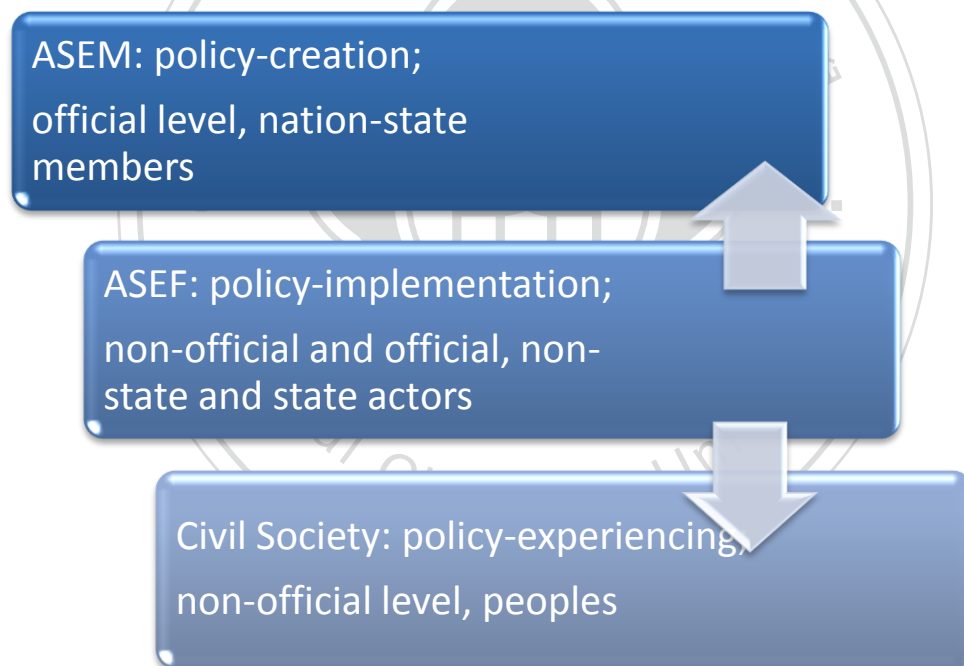 ASEM: policy-creation;
official level, nation-state
members
ASEF: policy-implementation;
non-official and official, non-
state and state actors
Civil Society: policy-experiencing;
non-official level, peoples